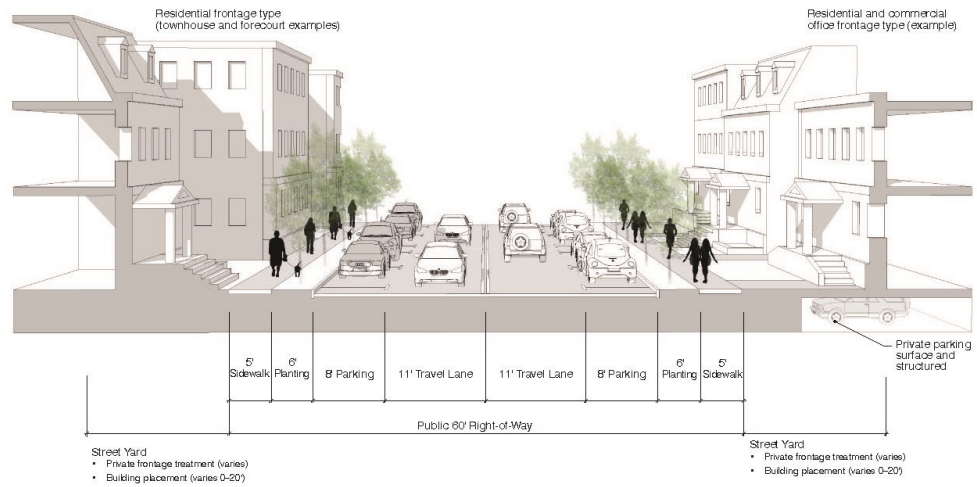 Residential frontage type
(townhouse and forecourt examples)
Residential and commercial
office frontage type (example)
Private parking
surface and
structured
5'
Sidewalk
6'
Planting
8' Parking
11' Travel Lane
11' Travel Lane
8' Parking
6'
Planting
5'
Sidewalk
Public 60' Right-of-Way
Street Yard
▪ Private frontage treatment (varies)
▪ Building placement (varies 0–20')
Street Yard
▪ Private frontage treatment (varies)
▪ Building placement (varies 0–20')